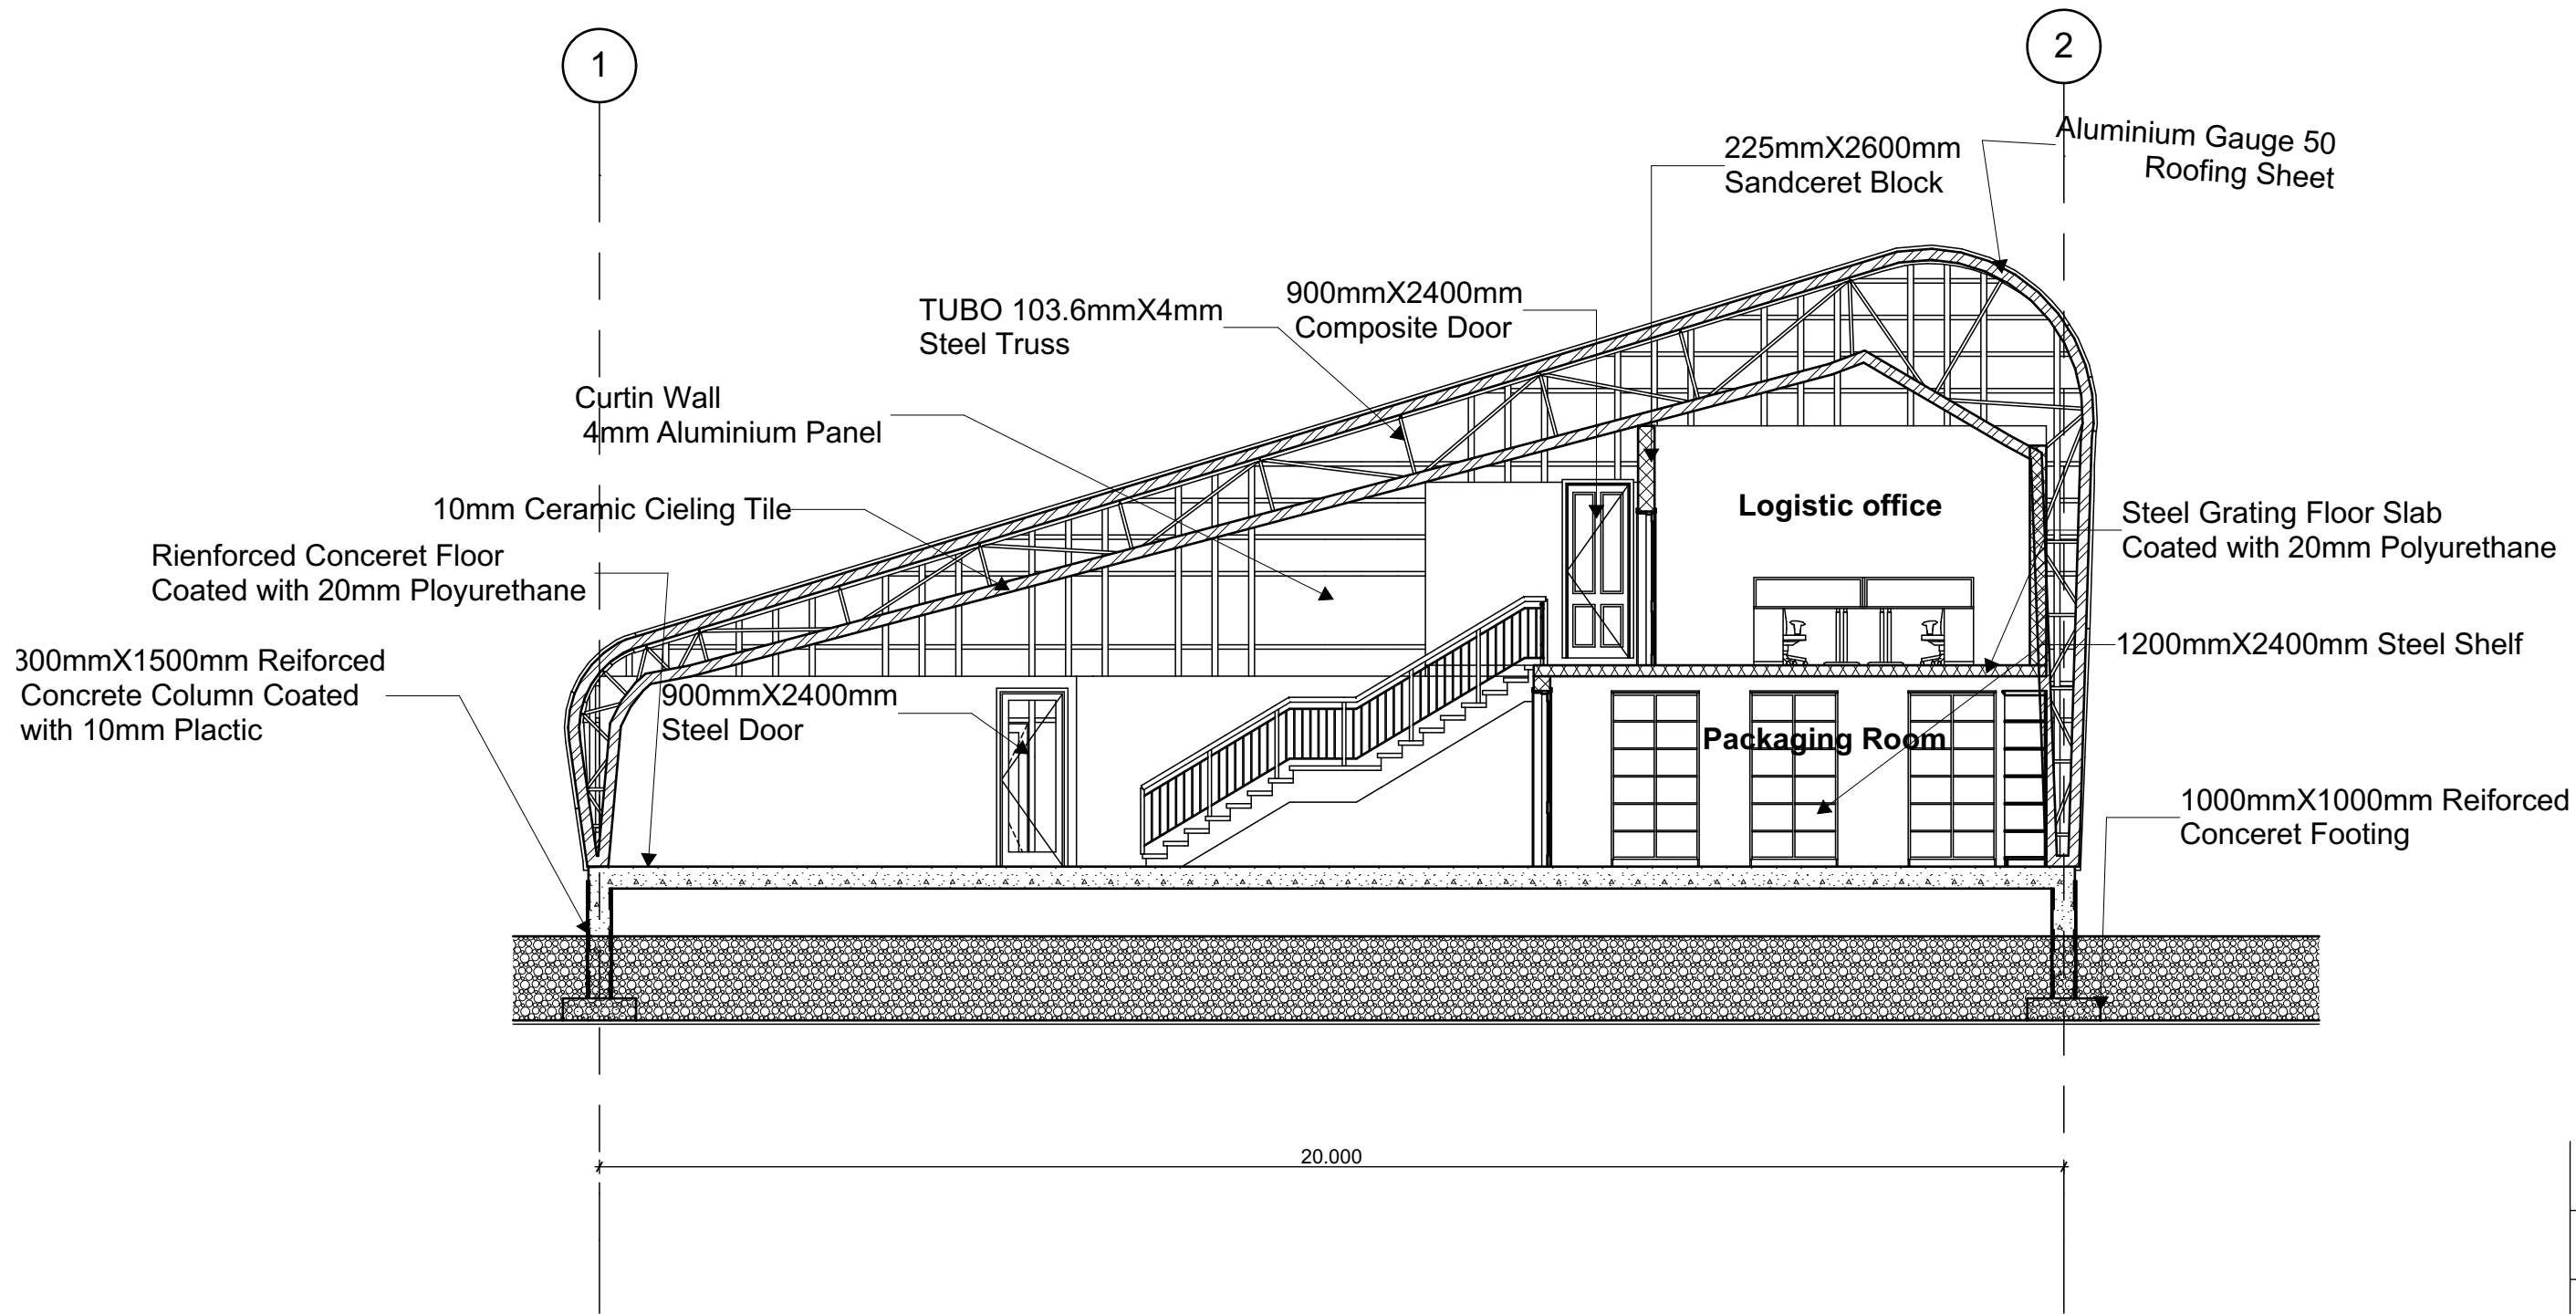 1
2
Aluminium Gauge 50
Roofing Sheet
225mmX2600mm
Sandceret Block
900mmX2400mm
Composite Door
TUBO 103.6mmX4mm
Steel Truss
Curtin Wall
4mm Aluminium Panel
10mm Ceramic Cieling Tile
Logistic office
Steel Grating Floor Slab
Coated with 20mm Polyurethane
Rienforced Conceret Floor
Coated with 20mm Ployurethane
1200mmX2400mm Steel Shelf
300mmX1500mm Reiforced
Concrete Column Coated
with 10mm Plactic
900mmX2400mm
Steel Door
Packaging Room
1000mmX1000mm Reiforced
Conceret Footing
20.000